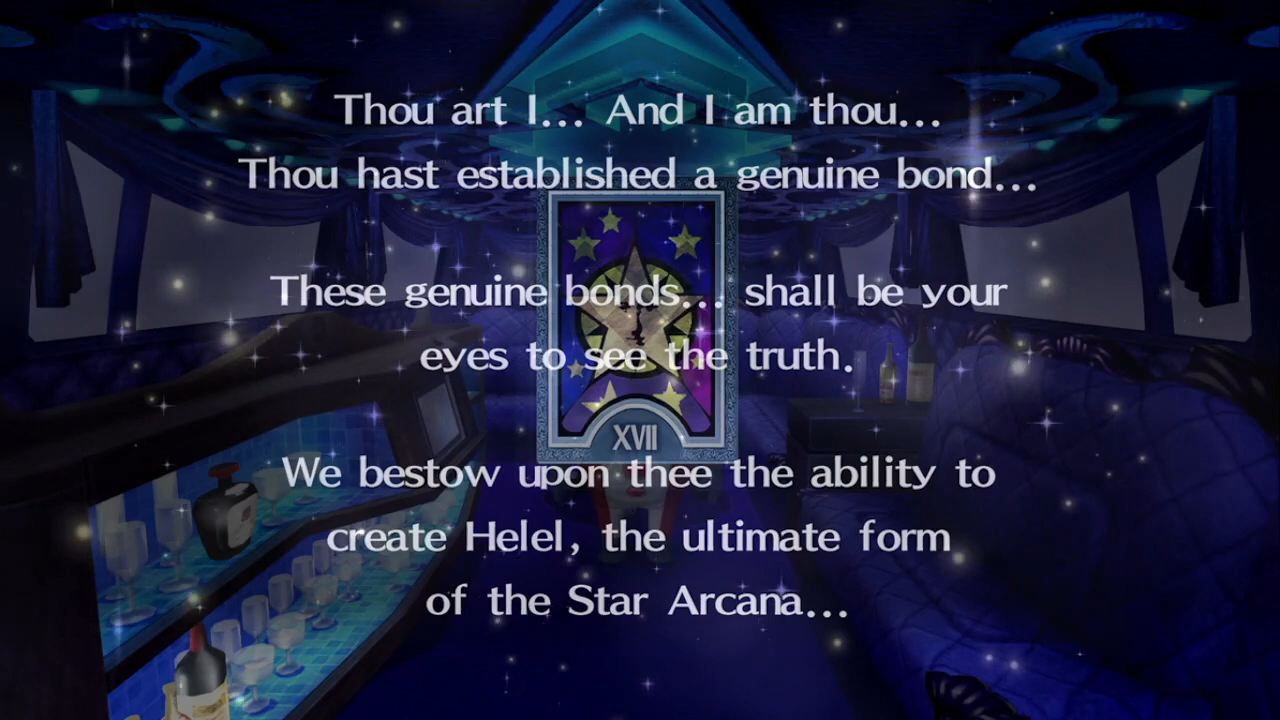 Thou art I... And I am thou...
Thou hast established a genuine bond...
These genuine bonds... shall be your
eyes to see the truth.
XVII
We bestow upon thee the ability to
create Helel, the ultimate form
of the Star Arcana...